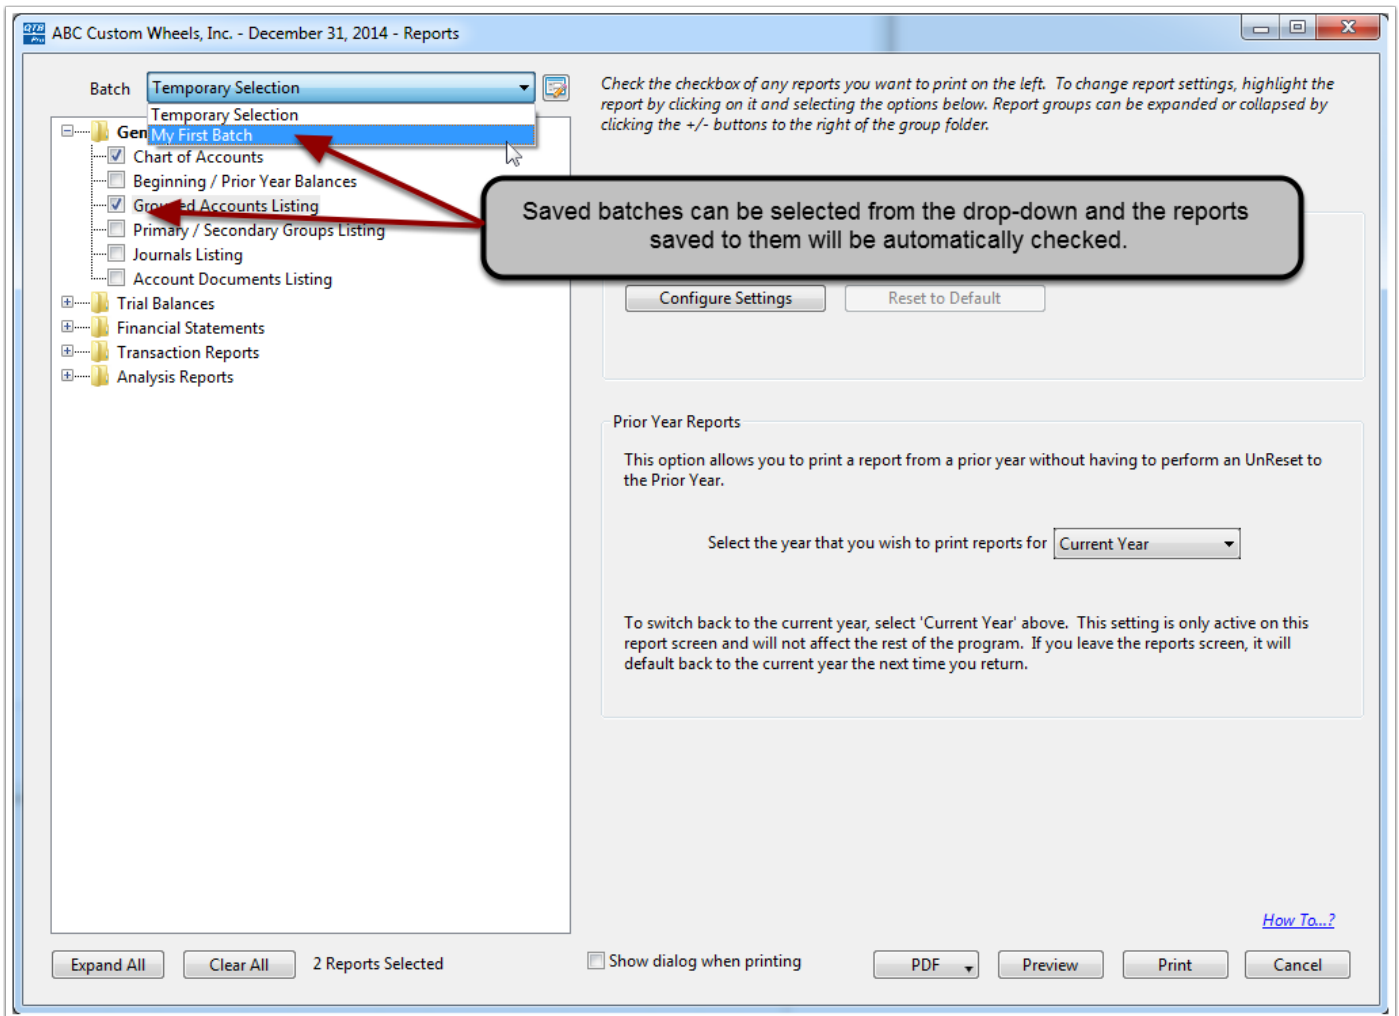 QTB
Pro
ABC Custom Wheels, Inc. - December 31, 2014 - Reports
Batch
Temporary Selection
Temporary Selection
My First Batch
Gen
Chart of Accounts
Beginning / Prior Year Balances
Grouped Accounts Listing
Primary / Secondary Groups Listing
Journals Listing
Account Documents Listing
Trial Balances
Financial Statements
Transaction Reports
Analysis Reports
Check the checkbox of any reports you want to print on the left. To change report settings, highlight the
report by clicking on it and selecting the options below. Report groups can be expanded or collapsed by
clicking the +/- buttons to the right of the group folder.
Saved batches can be selected from the drop-down and the reports
saved to them will be automatically checked.
Configure Settings
Reset to Default
Prior Year Reports
This option allows you to print a report from a prior year without having to perform an UnReset to
the Prior Year.
Select the year that you wish to print reports for
Current Year
To switch back to the current year, select 'Current Year' above. This setting is only active on this
report screen and will not affect the rest of the program. If you leave the reports screen, it will
default back to the current year the next time you return.
How To...?
Expand All
Clear All
2 Reports Selected
Show dialog when printing
PDF
Preview
Print
Cancel